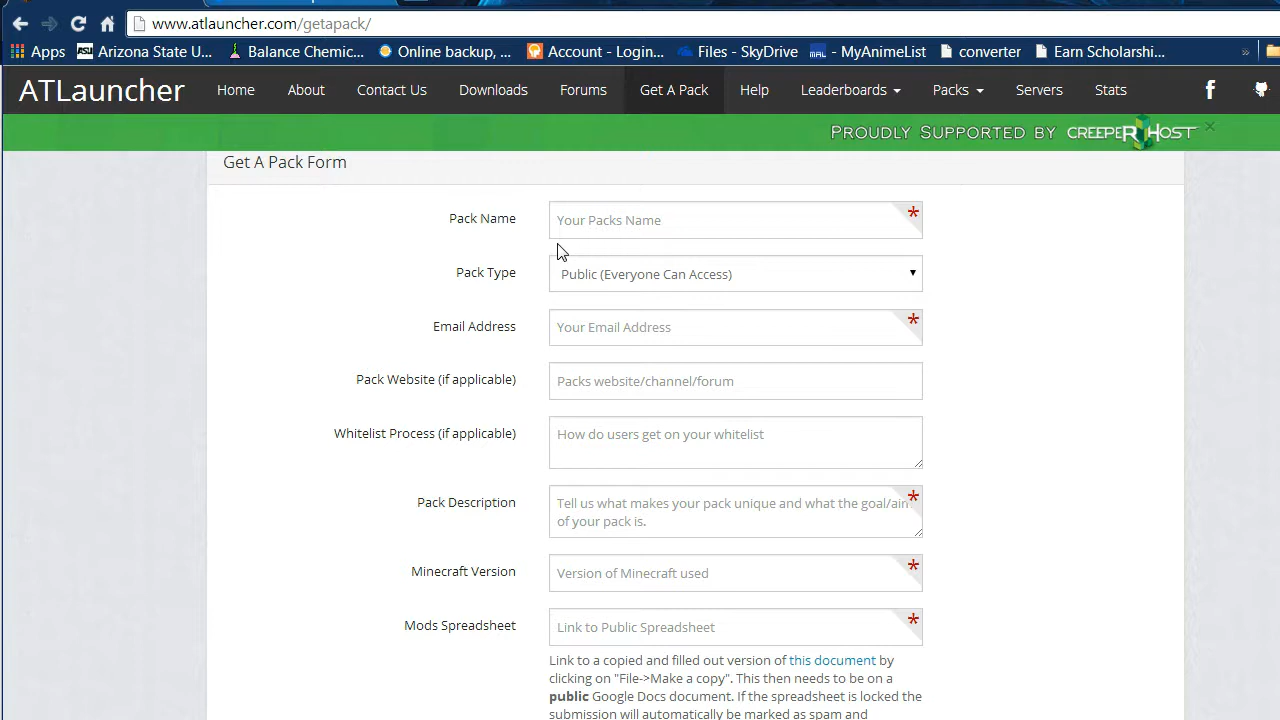 www.atlauncher.com/getapack/
Apps ASU Arizona State U... Balance Chemic... Online backup, ... Account - Login... Files - SkyDrive MAL - MyAnimeList converter Earn Scholarshi... »
ATLauncher Home About Contact Us Downloads Forums Get A Pack Help Leaderboards Packs Servers Stats
PROUDLY SUPPORTED BY CREEPERHOST
Get A Pack Form
Pack Name Your Packs Name *
Pack Type Public (Everyone Can Access)
Email Address Your Email Address *
Pack Website (if applicable) Packs website/channel/forum
Whitelist Process (if applicable) How do users get on your whitelist
Pack Description Tell us what makes your pack unique and what the goal/aim *
of your pack is.
Minecraft Version Version of Minecraft used *
Mods Spreadsheet Link to Public Spreadsheet *
Link to a copied and filled out version of this document by
clicking on "File->Make a copy". This then needs to be on a
public Google Docs document. If the spreadsheet is locked the
submission will automatically be marked as spam and